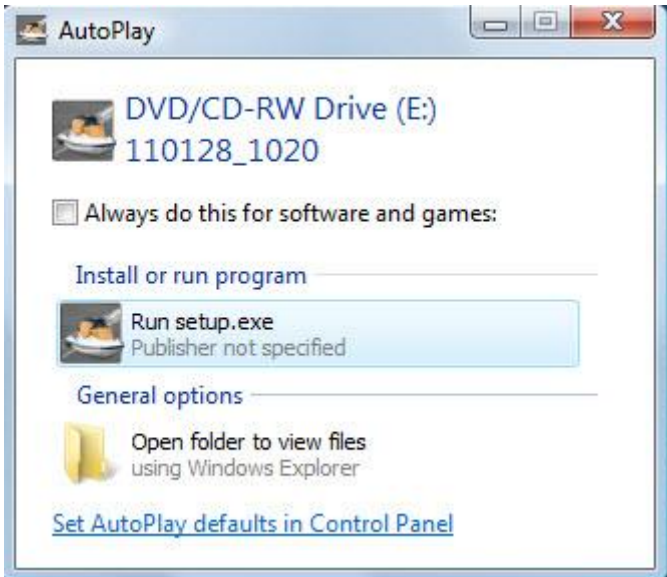 AutoPlay
DVD/CD-RW Drive (E:)
110128_1020
Always do this for software and games:
Install or run program
Run setup.exe
Publisher not specified
General options
Open folder to view files
using Windows Explorer
Set AutoPlay defaults in Control Panel